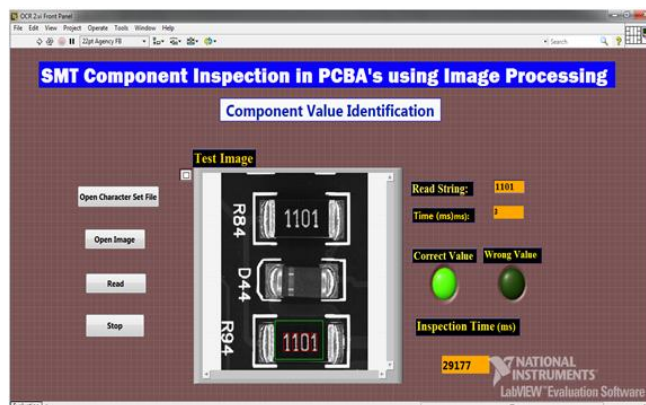 OCR 2.vi Front Panel
File Edit View Project Operate Tools Window Help
22pt Agency FB
Search
SMT Component Inspection in PCBA's using Image Processing
Component Value Identification
Test Image
Open Character Set File
Open Image
Read
Stop
R84
1101
D44
R94
1101
Read String: 1101
Time (ms)ms): 3
Correct Value Wrong Value
Inspection Time (ms)
29177
NATIONAL
INSTRUMENTS
LabVIEW Evaluation Software